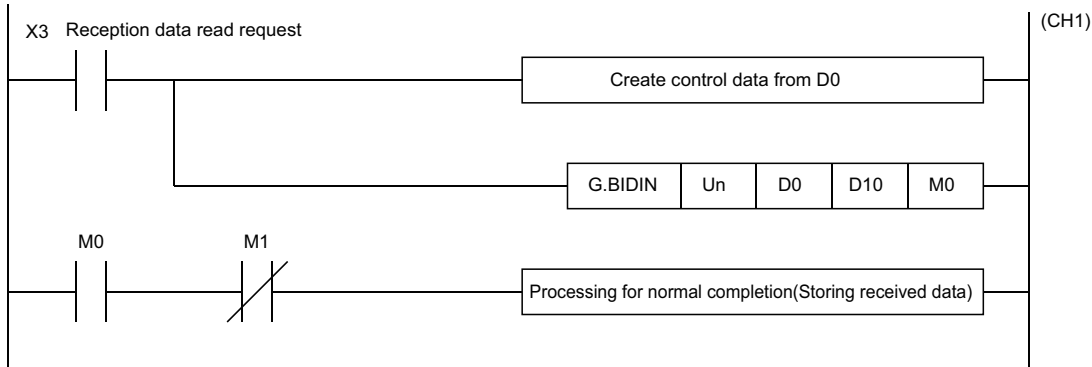 (CH1)
X3 Reception data read request
Create control data from D0
G.BIDIN Un D0 D10 M0
M0 M1
Processing for normal completion(Storing received data)